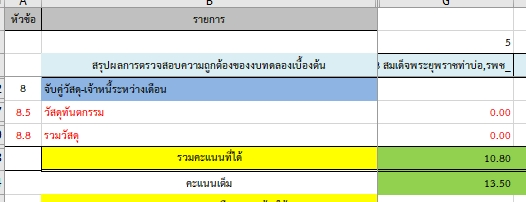 A B G
หัวข้อ รายการ
5
สรุปผลการตรวจสอบความถูกต้องของงบทดลองเบื้องต้น สมเด็จพระยุพราชท่าบ่อ,รพช_
8 จับคู่วัสดุ-เจ้าหนี้ระหว่างเดือน
8.5 วัสดุทันตกรรม 0.00
8.8 รวมวัสดุ 0.00
รวมคะแนนที่ได้ 10.80
คะแนนเต็ม 13.50